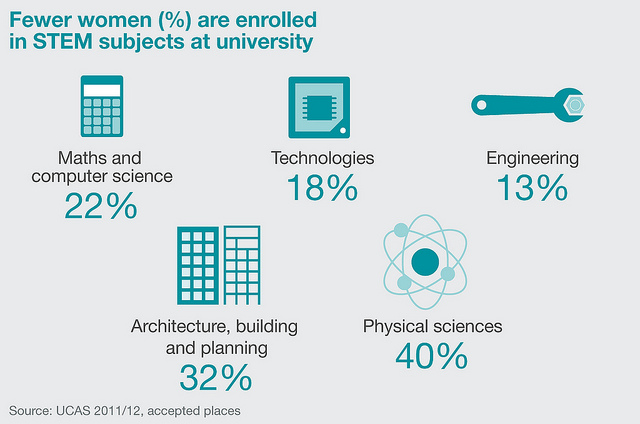 Fewer women (%) are enrolled
in STEM subjects at university
Maths and
computer science
22%
Technologies
18%
Engineering
13%
Architecture, building
and planning
32%
Physical sciences
40%
Source: UCAS 2011/12, accepted places